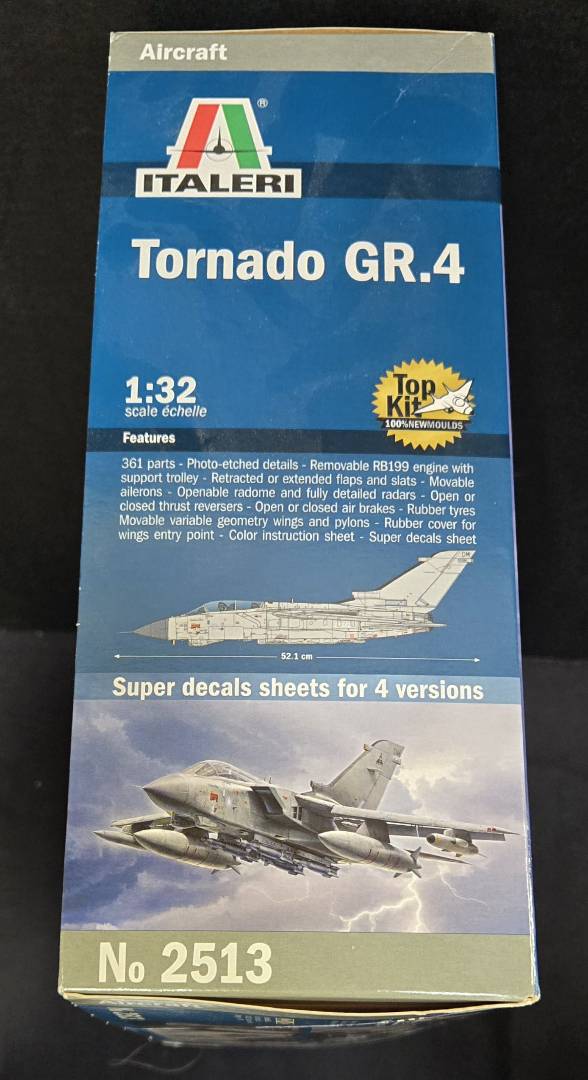 Aircraft
®
ITALERI
Tornado GR.4
1:32
scale échelle
Top
Kit
100%NEWMOULDS
Features
361 parts - Photo-etched details - Removable RB199 engine with
support trolley - Retracted or extended flaps and slats - Movable
ailerons - Openable radome and fully detailed radars - Open or
closed thrust reversers - Open or closed air brakes - Rubber tyres
Movable variable geometry wings and pylons - Rubber cover for
wings entry point - Color instruction sheet - Super decals sheet
DM
52.1 cm
Super decals sheets for 4 versions
No 2513
Aircraft